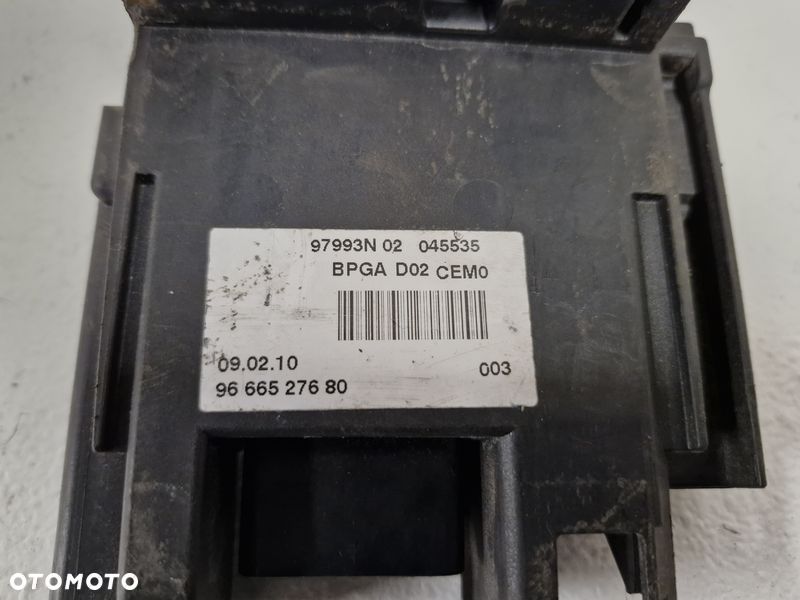 97993N 02 045535
BPGA D02 CEM0
09.02.10 003
96 665 276 80
OTOMOTO